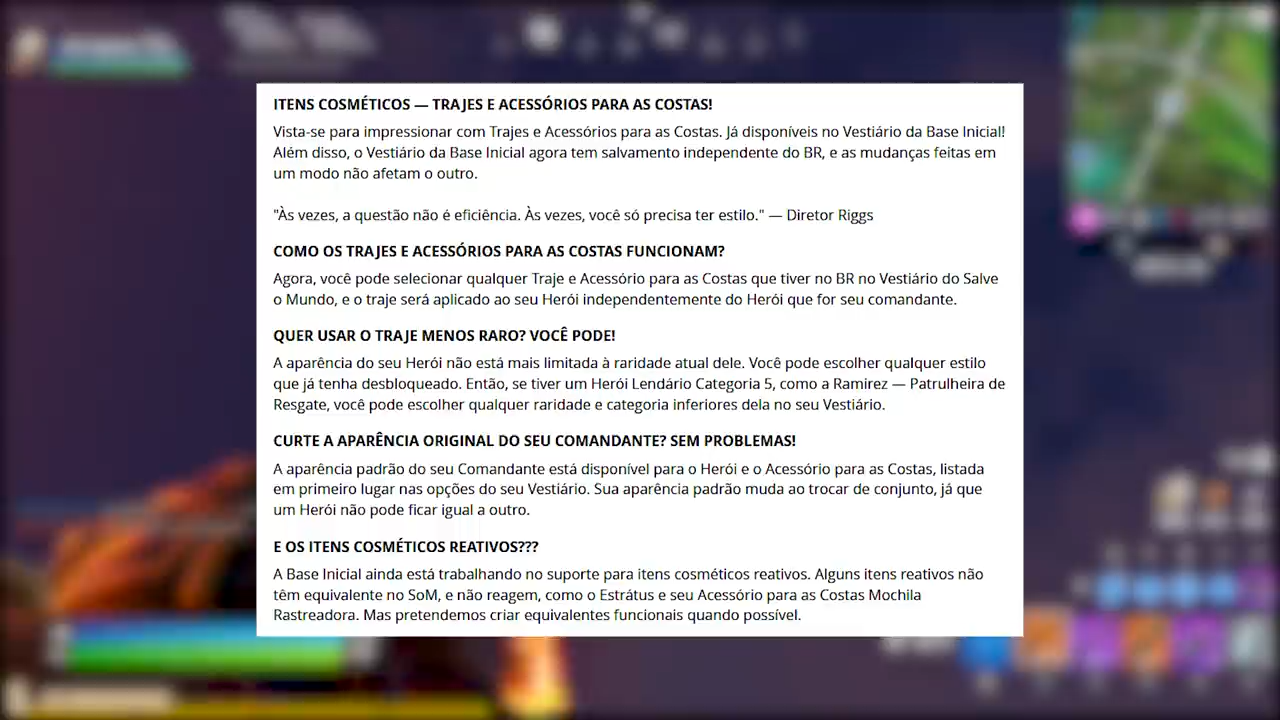 ITENS COSMÉTICOS — TRAJES E ACESSÓRIOS PARA AS COSTAS!
Vista-se para impressionar com Trajes e Acessórios para as Costas. Já disponíveis no Vestiário da Base Inicial!
Além disso, o Vestiário da Base Inicial agora tem salvamento independente do BR, e as mudanças feitas em
um modo não afetam o outro.
"Às vezes, a questão não é eficiência. Às vezes, você só precisa ter estilo." — Diretor Riggs
COMO OS TRAJES E ACESSÓRIOS PARA AS COSTAS FUNCIONAM?
Agora, você pode selecionar qualquer Traje e Acessório para as Costas que tiver no BR no Vestiário do Salve
o Mundo, e o traje será aplicado ao seu Herói independentemente do Herói que for seu comandante.
QUER USAR O TRAJE MENOS RARO? VOCÊ PODE!
A aparência do seu Herói não está mais limitada à raridade atual dele. Você pode escolher qualquer estilo
que já tenha desbloqueado. Então, se tiver um Herói Lendário Categoria 5, como a Ramirez — Patrulheira de
Resgate, você pode escolher qualquer raridade e categoria inferiores dela no seu Vestiário.
CURTE A APARÊNCIA ORIGINAL DO SEU COMANDANTE? SEM PROBLEMAS!
A aparência padrão do seu Comandante está disponível para o Herói e o Acessório para as Costas, listada
em primeiro lugar nas opções do seu Vestiário. Sua aparência padrão muda ao trocar de conjunto, já que
um Herói não pode ficar igual a outro.
E OS ITENS COSMÉTICOS REATIVOS???
A Base Inicial ainda está trabalhando no suporte para itens cosméticos reativos. Alguns itens reativos não
têm equivalente no SoM, e não reagem, como o Estrátus e seu Acessório para as Costas Mochila
Rastreadora. Mas pretendemos criar equivalentes funcionais quando possível.